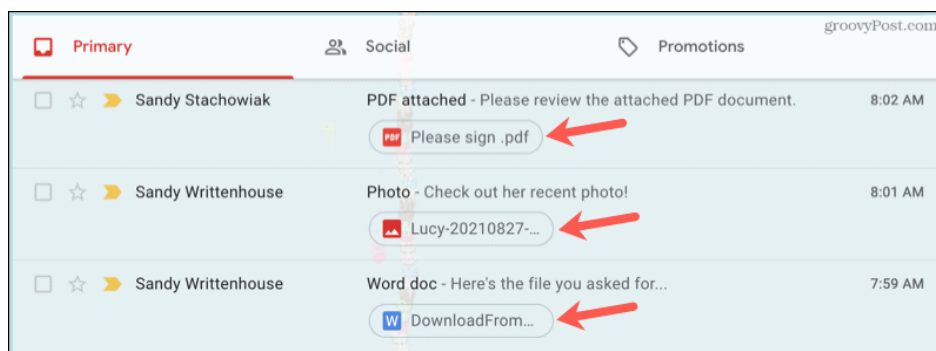 groovyPost.com
Primary
Social
Promotions
Sandy Stachowiak PDF attached - Please review the attached PDF document. 8:02 AM
PDF Please sign .pdf
Sandy Writtenhouse Photo - Check out her recent photo! 8:01 AM
Lucy-20210827-...
Sandy Writtenhouse Word doc - Here's the file you asked for... 7:59 AM
W DownloadFrom...